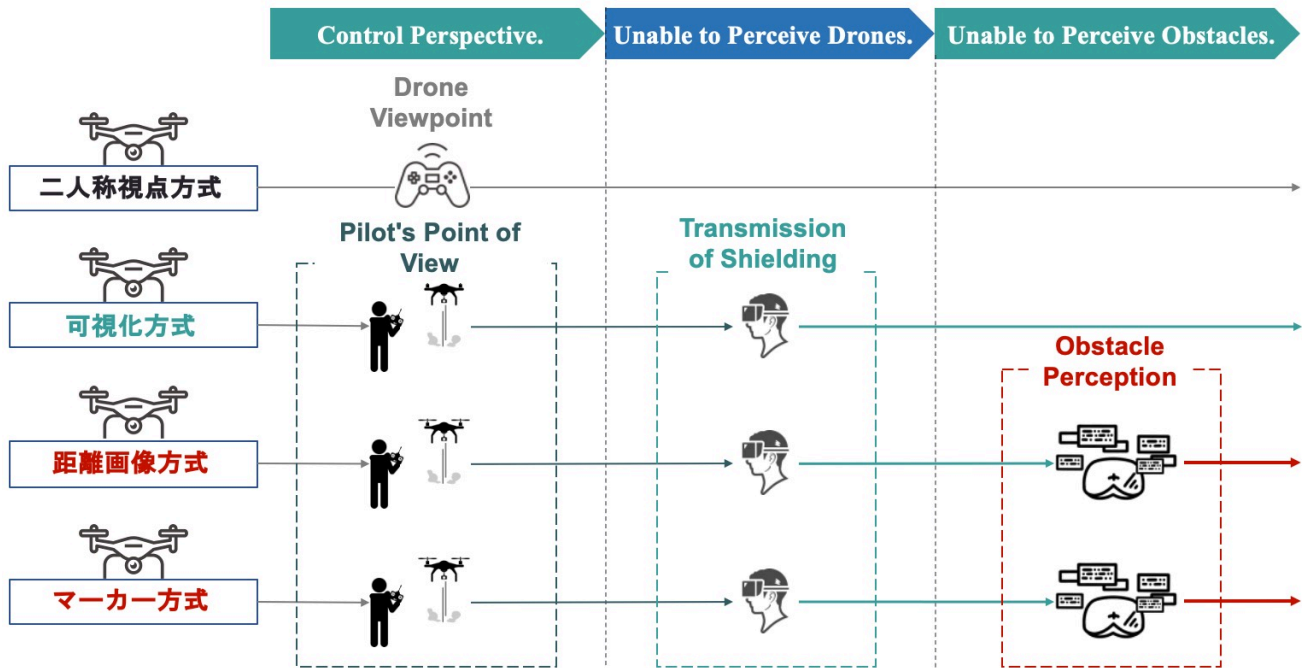 Control Perspective.
Unable to Perceive Drones.
Unable to Perceive Obstacles.
Drone
Viewpoint
二人称視点方式
Pilot's Point of
View
Transmission
of Shielding
可視化方式
Obstacle
Perception
距離画像方式
マーカー方式